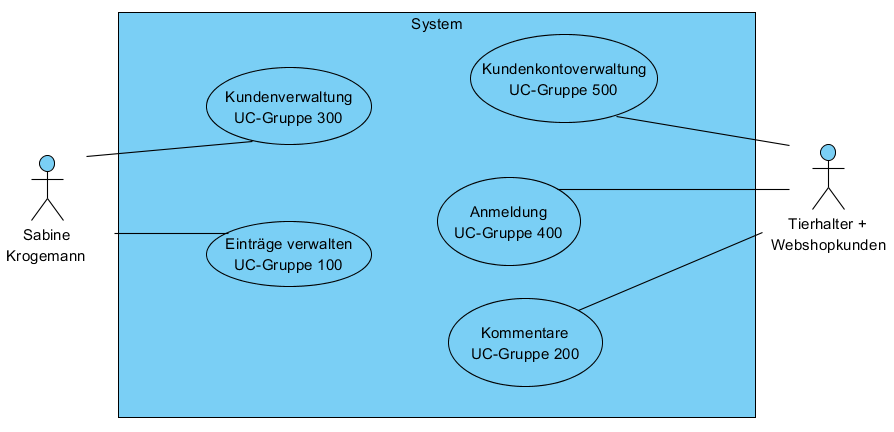 System
Kundenverwaltung
UC-Gruppe 300
Kundenkontoverwaltung
UC-Gruppe 500
Sabine
Krogemann
Einträge verwalten
UC-Gruppe 100
Anmeldung
UC-Gruppe 400
Tierhalter +
Webshopkunden
Kommentare
UC-Gruppe 200